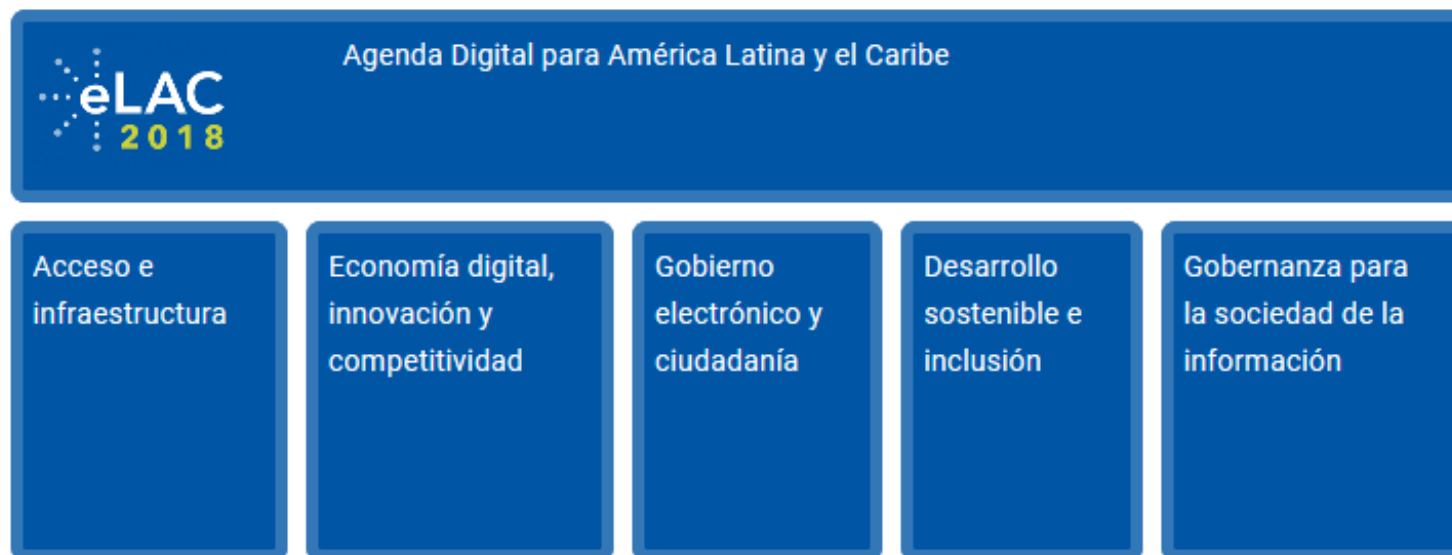 eLAC
2018
Agenda Digital para América Latina y el Caribe
Acceso e
infraestructura
Economía digital,
innovación y
competitividad
Gobierno
electrónico y
ciudadanía
Desarrollo
sostenible e
inclusión
Gobernanza para
la sociedad de la
información